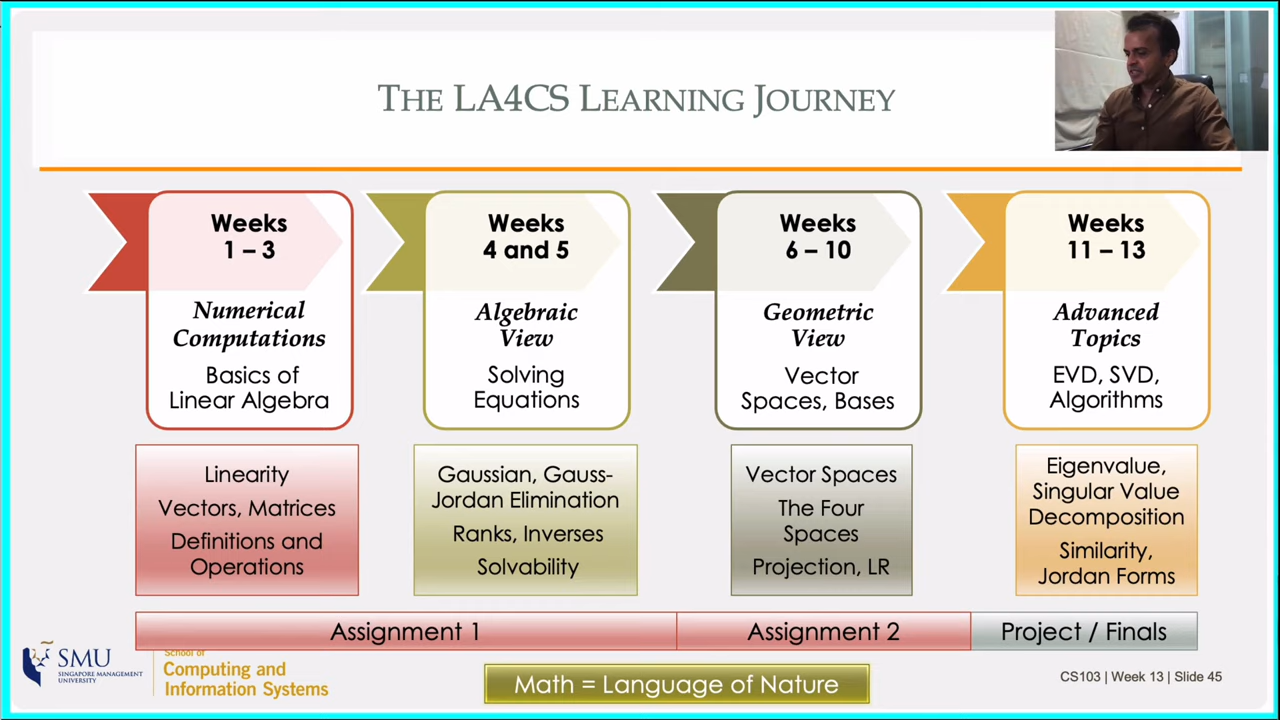 THE LA4CS LEARNING JOURNEY
Weeks
1 – 3
Numerical
Computations
Basics of
Linear Algebra
Linearity
Vectors, Matrices
Definitions and
Operations
Weeks
4 and 5
Algebraic
View
Solving
Equations
Gaussian, Gauss-
Jordan Elimination
Ranks, Inverses
Solvability
Weeks
6 – 10
Geometric
View
Vector
Spaces, Bases
Vector Spaces
The Four
Spaces
Projection, LR
Weeks
11 – 13
Advanced
Topics
EVD, SVD,
Algorithms
Eigenvalue,
Singular Value
Decomposition
Similarity,
Jordan Forms
Assignment 1
Assignment 2
Project / Finals
SMU
SINGAPORE MANAGEMENT
UNIVERSITY
School of
Computing and
Information Systems
Math = Language of Nature
CS103 | Week 13 | Slide 45